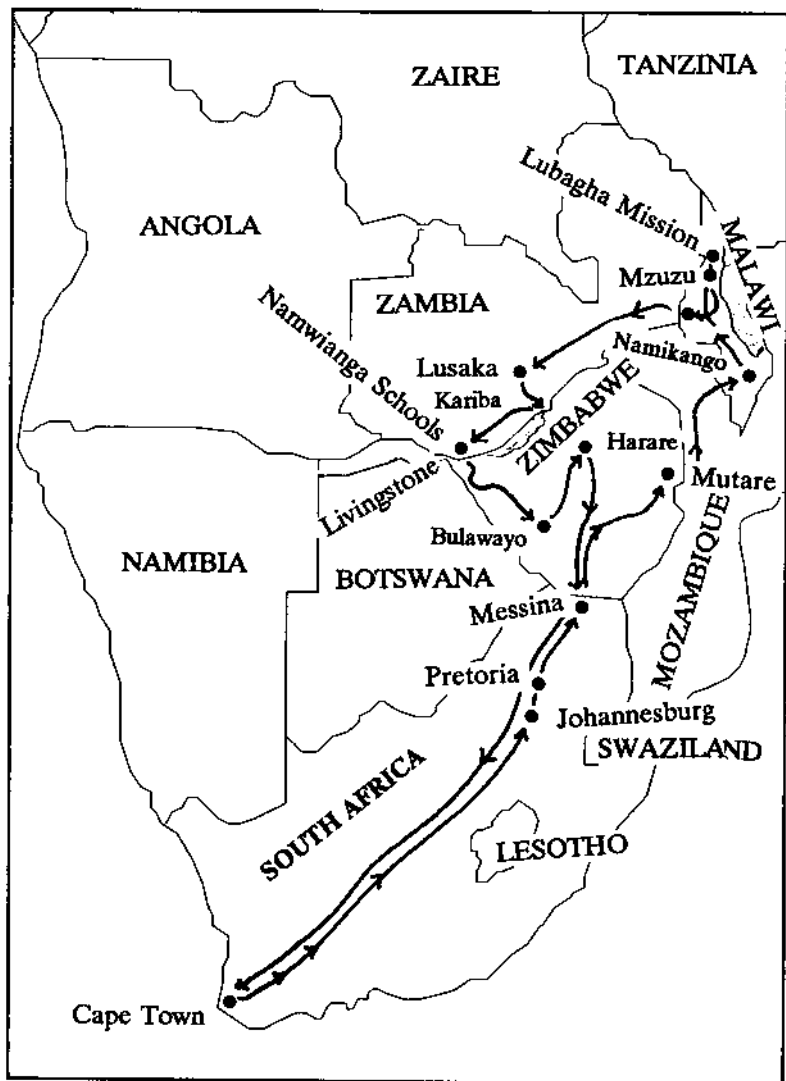 ZAIRE
TANZINIA
Lubagha Mission
ANGOLA
MALAWI
Mzuzu
ZAMBIA
Namwianga Schools
Namikango
Lusaka
Kariba
ZIMBABWE
Harare
Livingstone
Mutare
Bulawayo
NAMIBIA
BOTSWANA
MOZAMBIQUE
Messina
Pretoria
Johannesburg
SWAZILAND
SOUTH AFRICA
LESOTHO
Cape Town